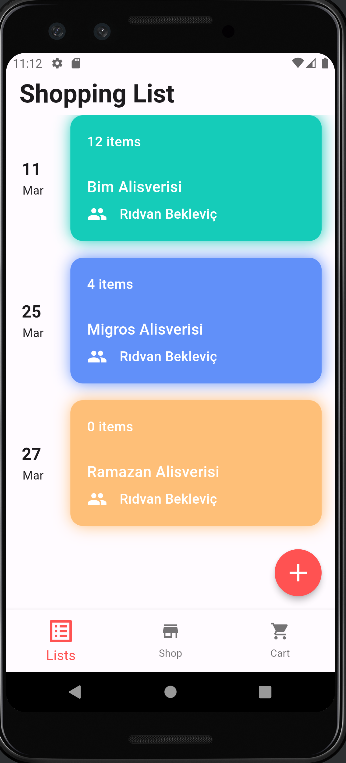 11:12
Shopping List
12 items
11
Mar
Bim Alisverisi
Rıdvan Bekleviç
4 items
25
Mar
Migros Alisverisi
Rıdvan Bekleviç
0 items
27
Mar
Ramazan Alisverisi
Rıdvan Bekleviç
Lists
Shop
Cart